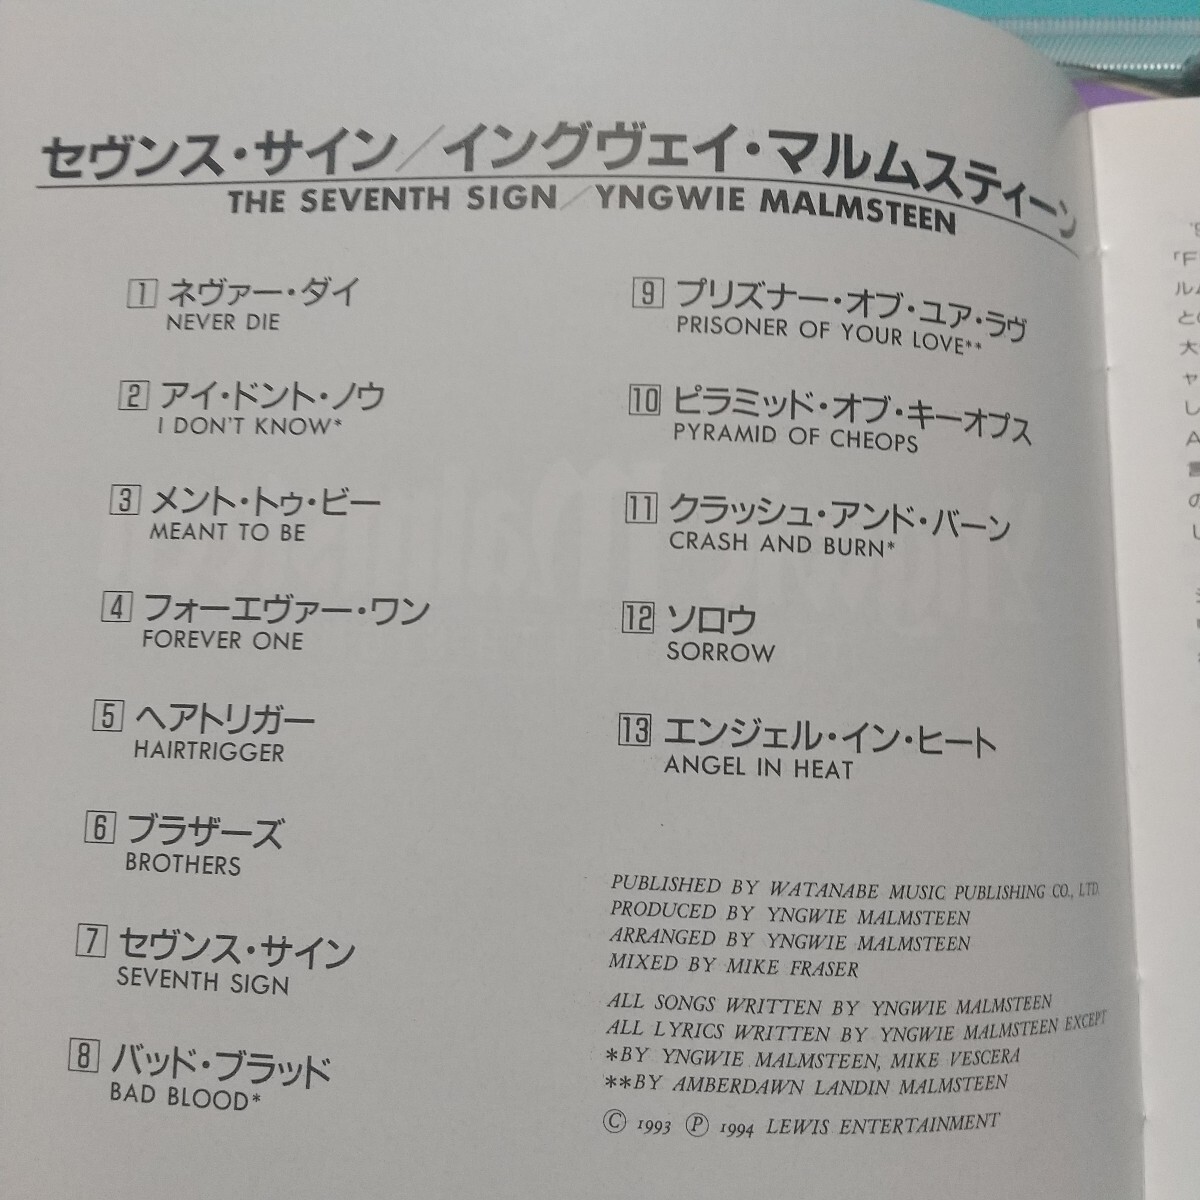 セヴンス・サイン／イングヴェイ・マルムスティーン
THE SEVENTH SIGN／YNGWIE MALMSTEEN
1 ネヴァー・ダイ
NEVER DIE
2 アイ・ドント・ノウ
I DON'T KNOW*
3 メント・トゥ・ビー
MEANT TO BE
4 フォーエヴァー・ワン
FOREVER ONE
5 ヘアトリガー
HAIRTRIGGER
6 ブラザーズ
BROTHERS
7 セヴンス・サイン
SEVENTH SIGN
8 バッド・ブラッド
BAD BLOOD*
9 プリズナー・オブ・ユア・ラヴ
PRISONER OF YOUR LOVE**
10 ピラミッド・オブ・キーオプス
PYRAMID OF CHEOPS
11 クラッシュ・アンド・バーン
CRASH AND BURN*
12 ソロウ
SORROW
13 エンジェル・イン・ヒート
ANGEL IN HEAT
PUBLISHED BY WATANABE MUSIC PUBLISHING CO., LTD.
PRODUCED BY YNGWIE MALMSTEEN
ARRANGED BY YNGWIE MALMSTEEN
MIXED BY MIKE FRASER
ALL SONGS WRITTEN BY YNGWIE MALMSTEEN
ALL LYRICS WRITTEN BY YNGWIE MALMSTEEN EXCEPT
*BY YNGWIE MALMSTEEN, MIKE VESCERA
**BY AMBERDAWN LANDIN MALMSTEEN
Ⓒ 1993 Ⓟ 1994 LEWIS ENTERTAINMENT